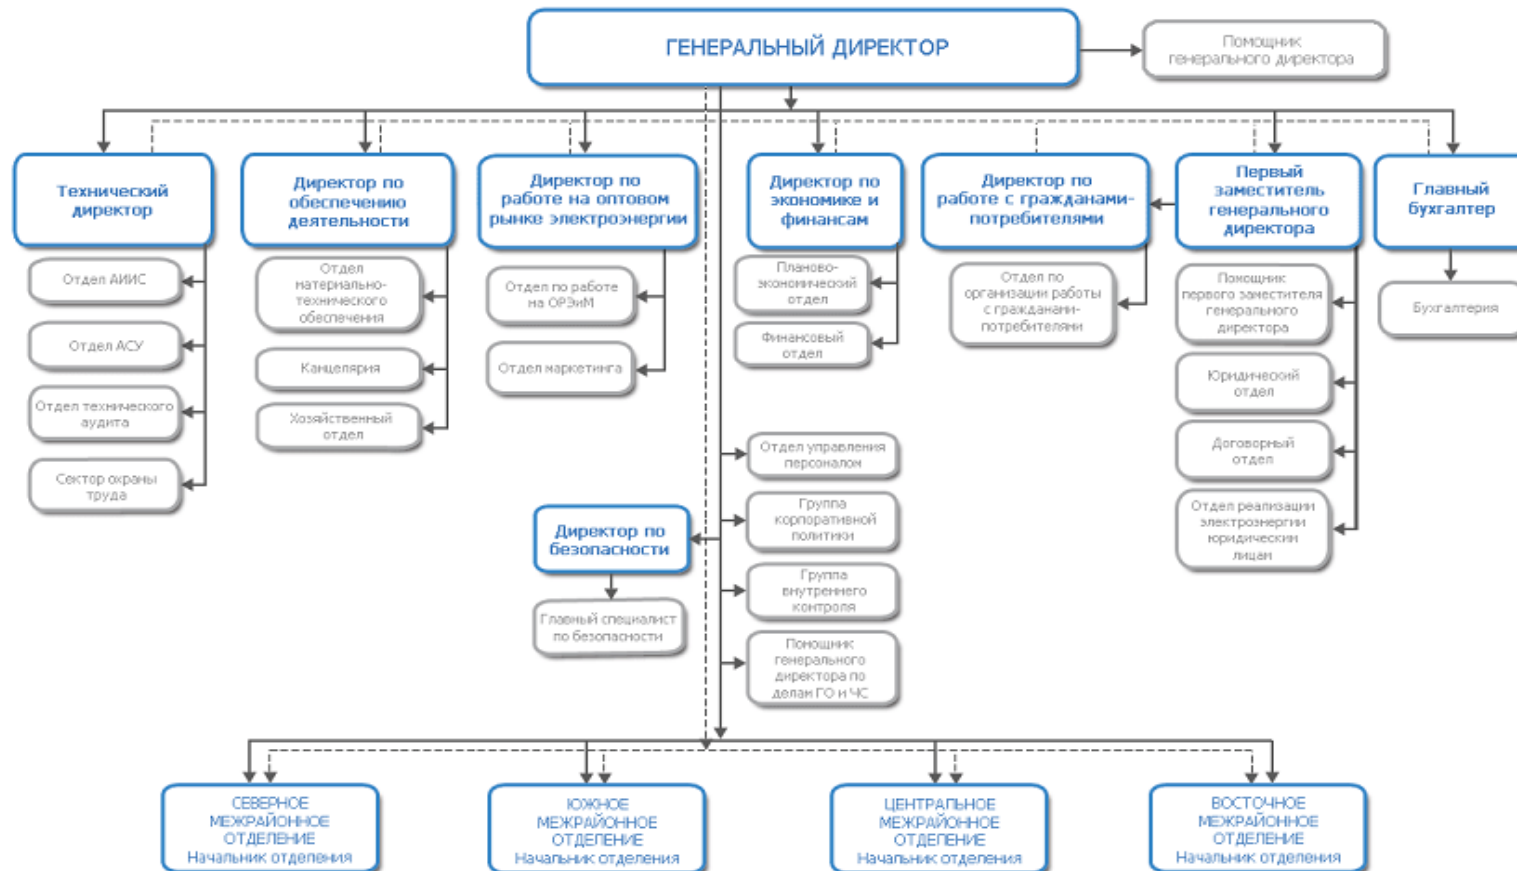 ГЕНЕРАЛЬНЫЙ ДИРЕКТОР
Помощник
генерального директора
Технический
директор
Директор по
обеспечению
деятельности
Директор по
работе на оптовом
рынке электроэнергии
Директор по
экономике и
финансам
Директор по
работе с гражданами-
потребителями
Первый
заместитель
генерального
директора
Главный
бухгалтер
Отдел АИИС
Отдел АСУ
Отдел технического
аудита
Сектор охраны
труда
Отдел
материально-
технического
обеспечения
Канцелярия
Хозяйственный
отдел
Отдел по работе
на ОРЭиМ
Отдел маркетинга
Планово-
экономический
отдел
Финансовый
отдел
Отдел по
организации работы
с гражданами-
потребителями
Помощник
первого заместителя
генерального
директора
Юридический
отдел
Договорный
отдел
Отдел реализации
электроэнергии
юридическим
лицам
Бухгалтерия
Отдел управления
персоналом
Группа
корпоративной
политики
Группа
внутреннего
контроля
Помощник
генерального
директора по
делам ГО и ЧС
Директор по
безопасности
Главный специалист
по безопасности
СЕВЕРНОЕ
МЕЖРАЙОННОЕ
ОТДЕЛЕНИЕ
Начальник отделения
ЮЖНОЕ
МЕЖРАЙОННОЕ
ОТДЕЛЕНИЕ
Начальник отделения
ЦЕНТРАЛЬНОЕ
МЕЖРАЙОННОЕ
ОТДЕЛЕНИЕ
Начальник отделения
ВОСТОЧНОЕ
МЕЖРАЙОННОЕ
ОТДЕЛЕНИЕ
Начальник отделения